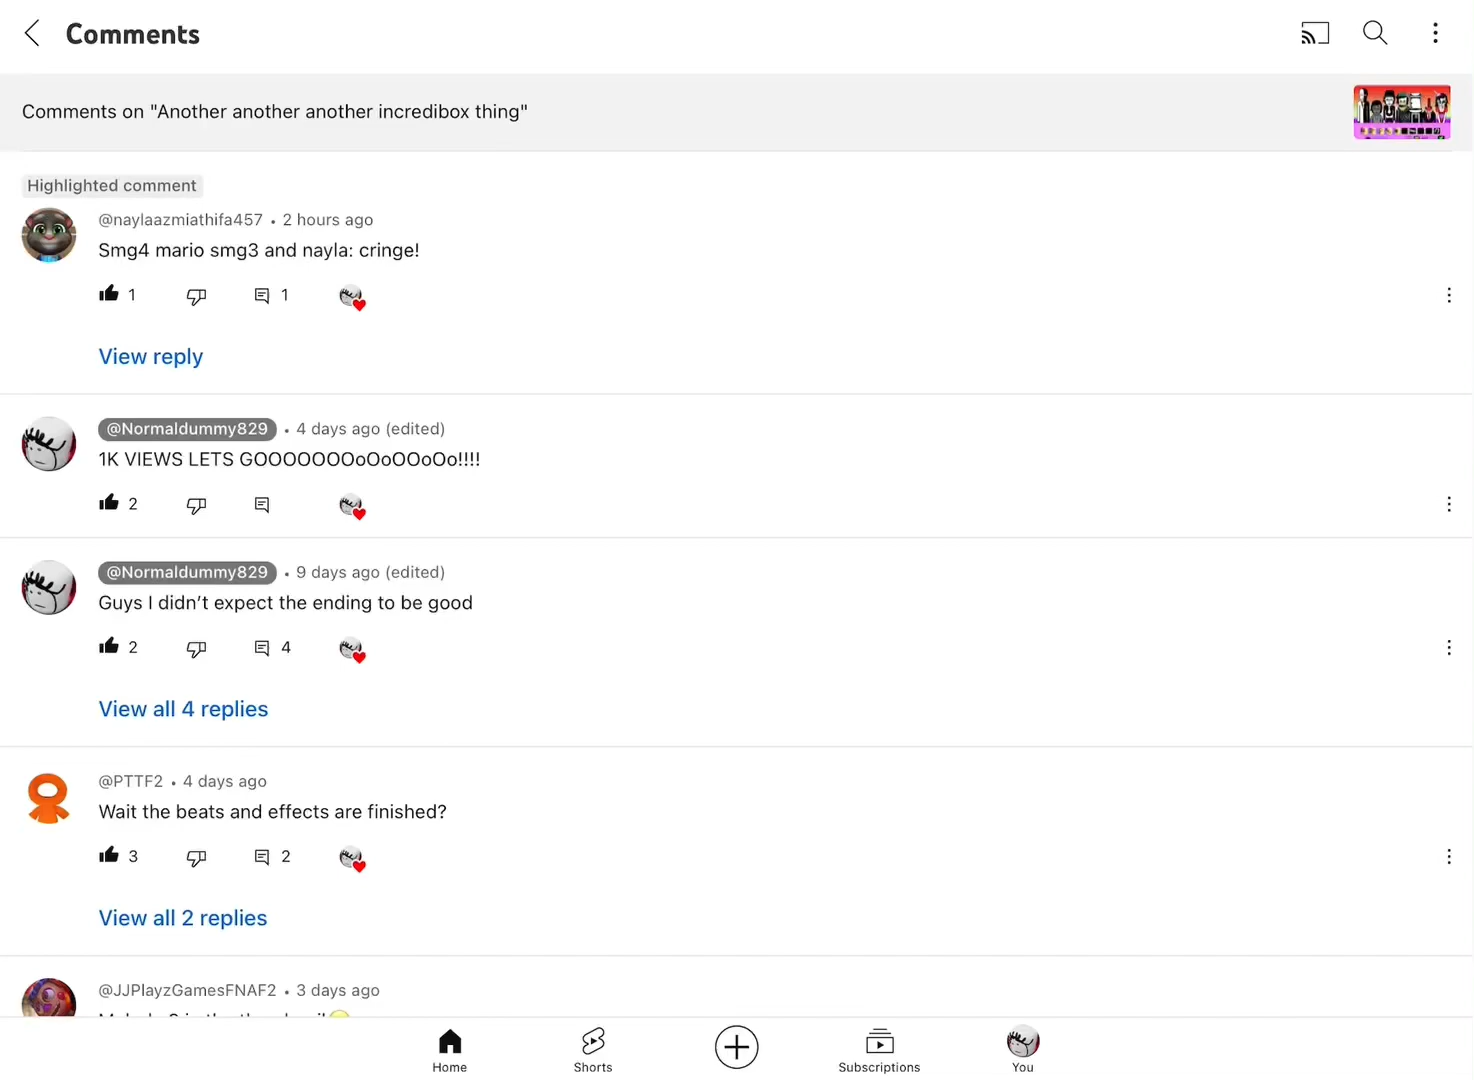 Comments
Comments on "Another another another incredibox thing"
Highlighted comment
@naylaazmiathifa457 • 2 hours ago
Smg4 mario smg3 and nayla: cringe!
1
1
View reply
@Normaldummy829 • 4 days ago (edited)
1K VIEWS LETS GOOOOOOOoOoOOoOo!!!!
2
@Normaldummy829 • 9 days ago (edited)
Guys I didn’t expect the ending to be good
2
4
View all 4 replies
@PTTF2 • 4 days ago
Wait the beats and effects are finished?
3
2
View all 2 replies
@JJPlayzGamesFNAF2 • 3 days ago
Home
Shorts
Subscriptions
You